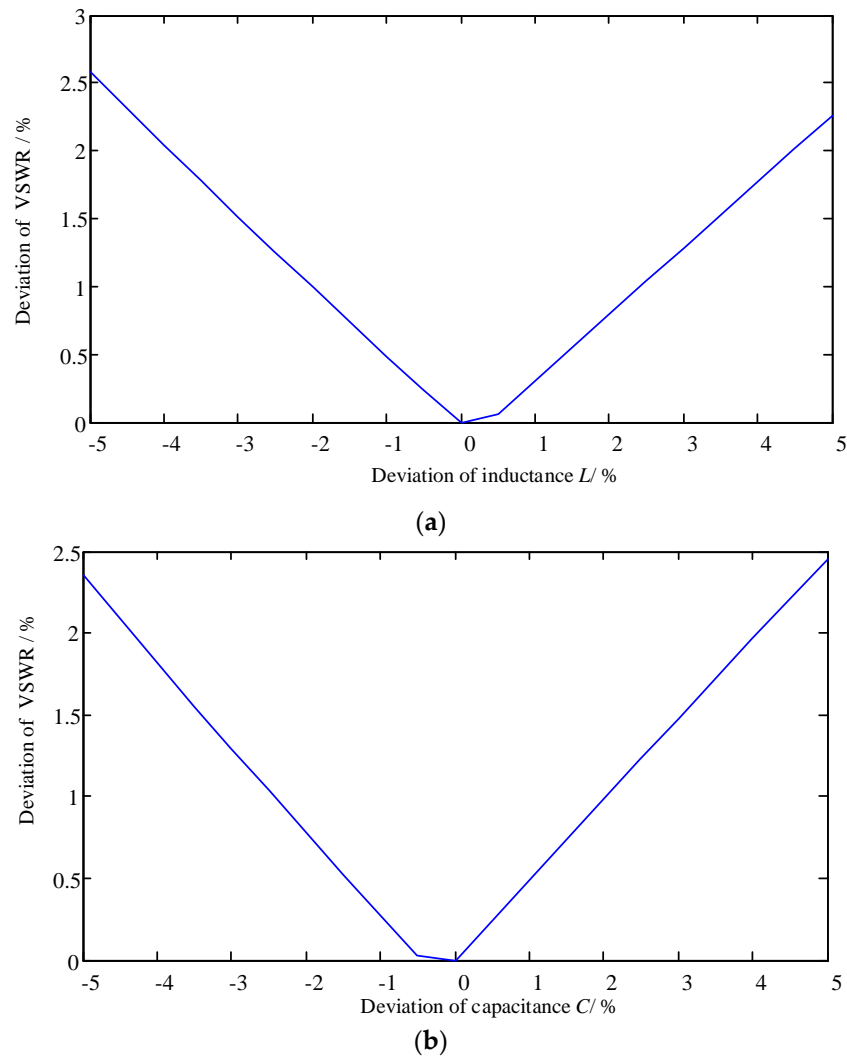 3
2.5
2
1.5
1
0.5
0
Deviation of VSWR / %
-5 -4 -3 -2 -1 0 1 2 3 4 5
Deviation of inductance L/ %
(a)
2.5
2
1.5
1
0.5
0
Deviation of VSWR / %
-5 -4 -3 -2 -1 0 1 2 3 4 5
Deviation of capacitance C/ %
(b)